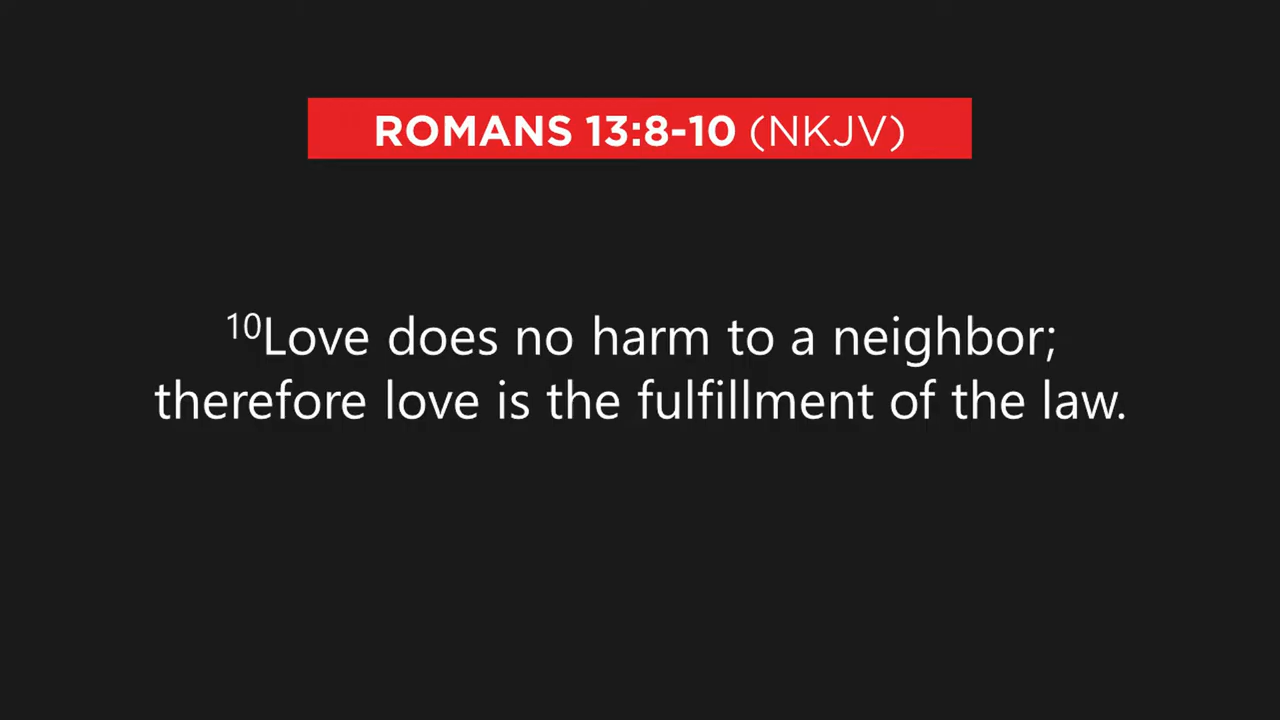 ROMANS 13:8-10 (NKJV)
¹⁰Love does no harm to a neighbor;
therefore love is the fulfillment of the law.